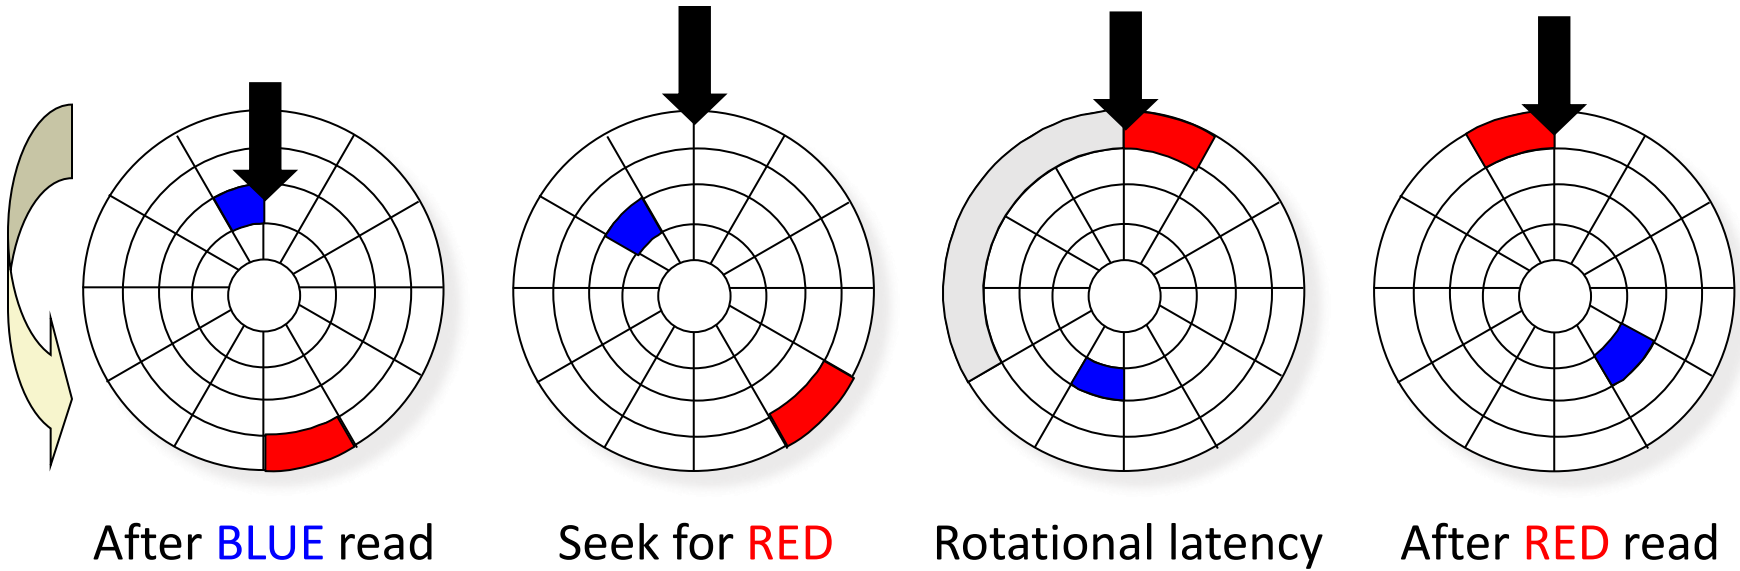 After BLUE read
Seek for RED
Rotational latency
After RED read